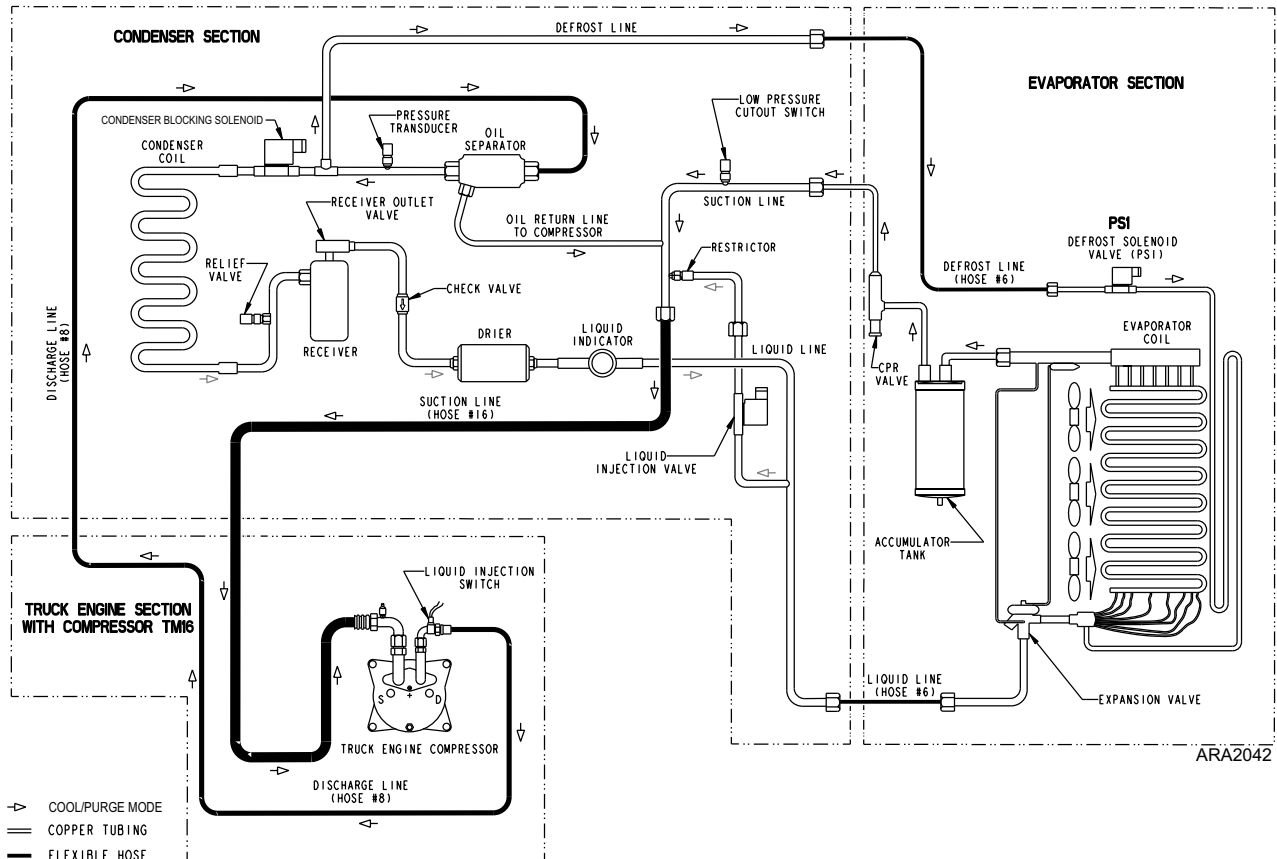 CONDENSER SECTION
DEFROST LINE
EVAPORATOR SECTION
CONDENSER BLOCKING SOLENOID
PRESSURE
TRANSDUCER
LOW PRESSURE
CUTOUT SWITCH
CONDENSER
COIL
OIL
SEPARATOR
RECEIVER OUTLET
VALVE
SUCTION LINE
OIL RETURN LINE
TO COMPRESSOR
PS1
DEFROST SOLENOID
VALVE (PS1)
RELIEF
VALVE
RESTRICTOR
DEFROST LINE
(HOSE #6)
CHECK VALVE
DISCHARGE LINE
(HOSE #8)
RECEIVER
DRIER
LIQUID
INDICATOR
LIQUID LINE
EVAPORATOR
COIL
CPR
VALVE
SUCTION LINE
(HOSE #16)
LIQUID
INJECTION VALVE
ACCUMULATOR
TANK
LIQUID INJECTION
SWITCH
TRUCK ENGINE SECTION
WITH COMPRESSOR TM16
S
D
LIQUID LINE
(HOSE #6)
EXPANSION VALVE
TRUCK ENGINE COMPRESSOR
ARA2042
DISCHARGE LINE
(HOSE #8)
COOL/PURGE MODE
COPPER TUBING
FLEXIBLE HOSE